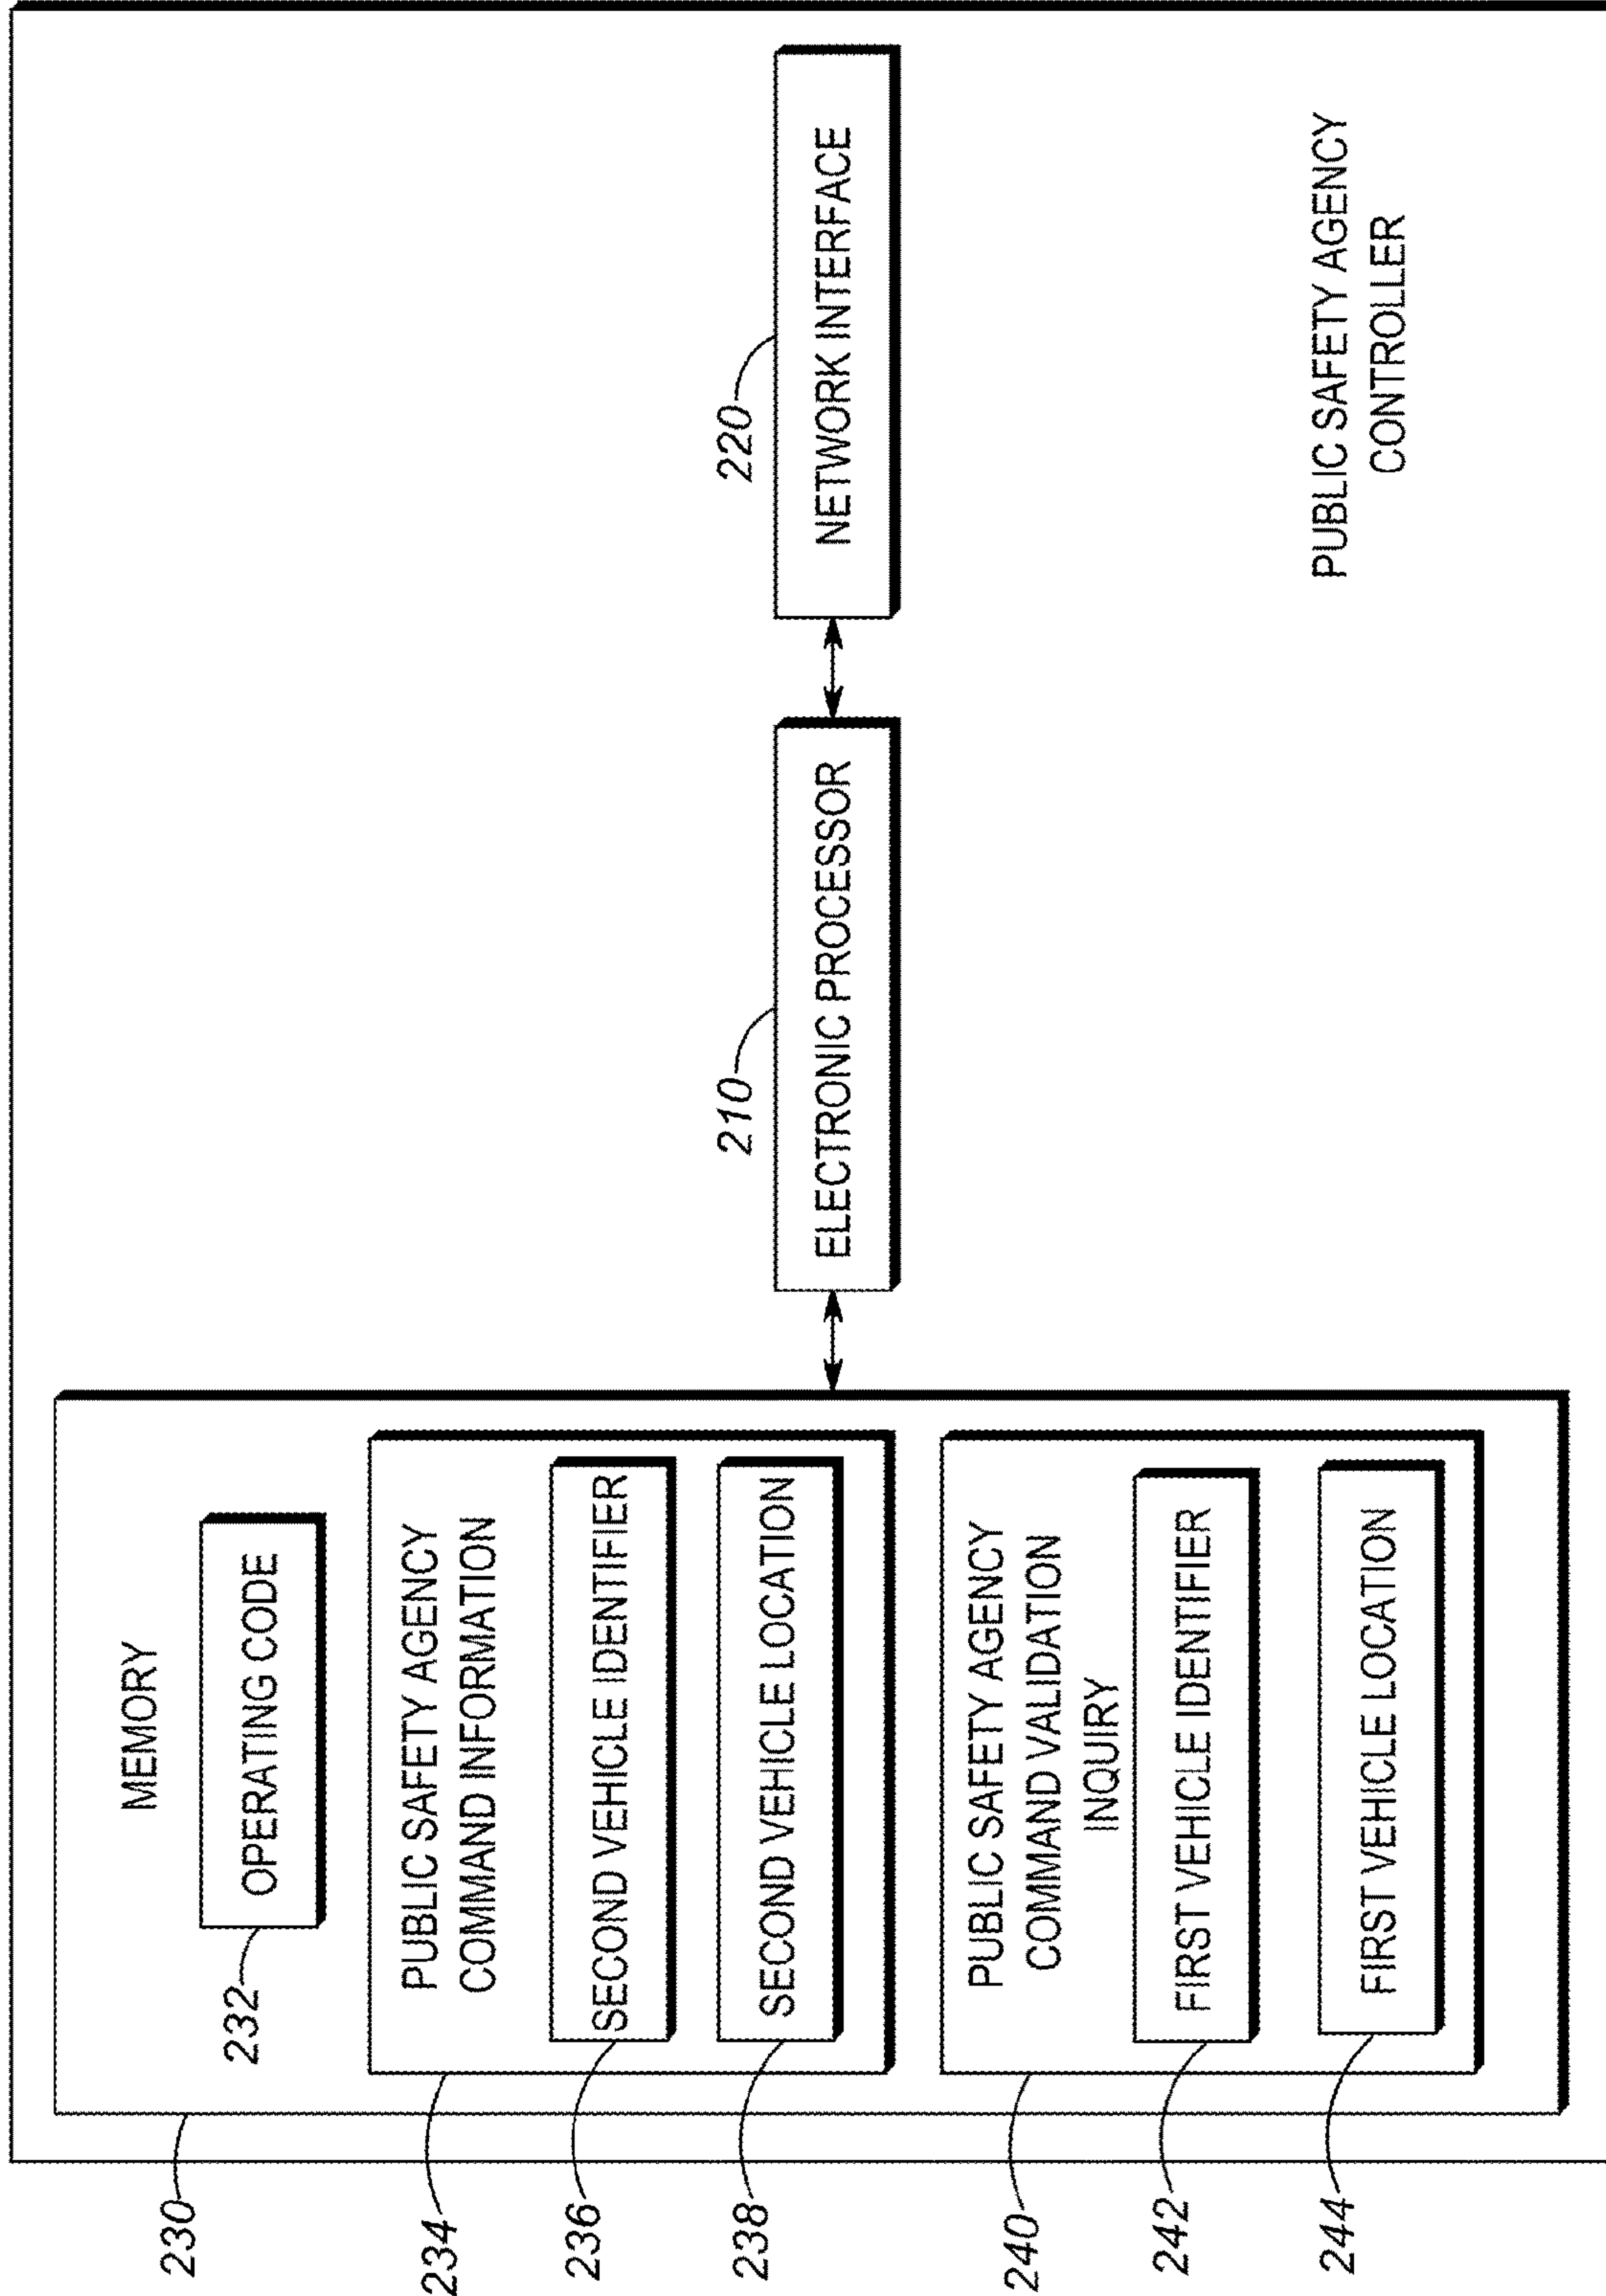 MEMORY
OPERATING CODE
232
PUBLIC SAFETY AGENCY
COMMAND INFORMATION
SECOND VEHICLE IDENTIFIER
SECOND VEHICLE LOCATION
PUBLIC SAFETY AGENCY
COMMAND VALIDATION
INQUIRY
FIRST VEHICLE IDENTIFIER
FIRST VEHICLE LOCATION
230
234
236
238
240
242
244
210
ELECTRONIC PROCESSOR
220
NETWORK INTERFACE
PUBLIC SAFETY AGENCY
CONTROLLER